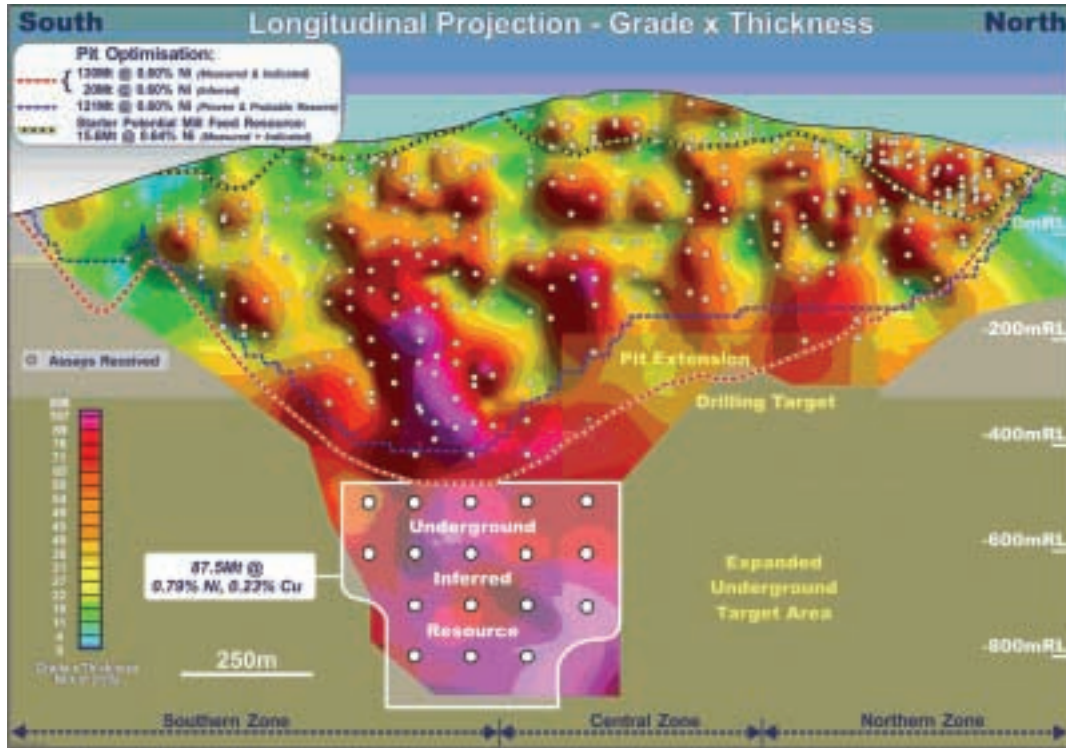 South
Longitudinal Projection - Grade x Thickness
North
Pit Optimisation:
130Mt @ 0.60% Ni (Measured & Indicated)
20Mt @ 0.60% Ni (Inferred)
121Mt @ 0.60% Ni (Proven & Probable Reserve)
Starter Potential Mill Feed Resource:
15.6Mt @ 0.64% Ni (Measured + Indicated)
0mRL
-200mRL
Assays Received
Pit Extension
Drilling Target
-400mRL
Underground
Inferred
Resource
87.5Mt @
0.79% Ni, 0.23% Cu
-600mRL
Expanded
Underground
Target Area
-800mRL
Grade x Thickness
250m
Southern Zone
Central Zone
Northern Zone